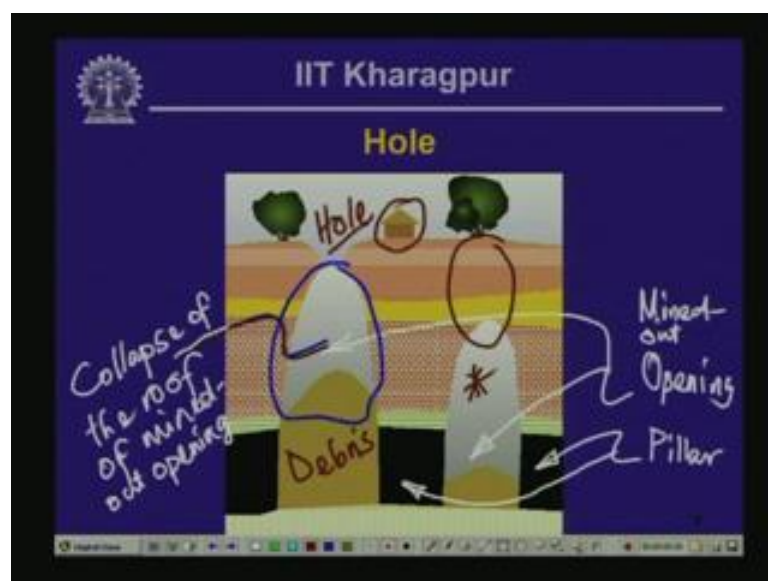 IIT Kharagpur
Hole
Hole
Collapse of
the roof
of mined-
out opening
Debris
Mined-
out
Opening
Pillar